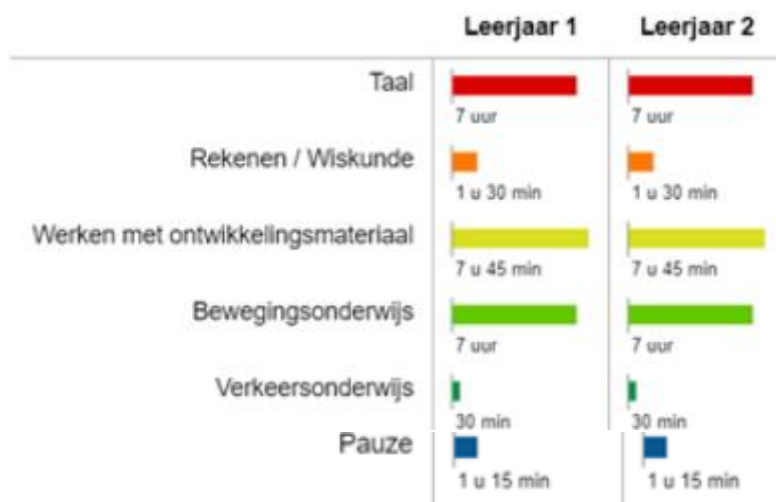 Leerjaar 1 Leerjaar 2
Taal
7 uur 7 uur
Rekenen / Wiskunde
1 u 30 min 1 u 30 min
Werken met ontwikkelingsmateriaal
7 u 45 min 7 u 45 min
Bewegingsonderwijs
7 uur 7 uur
Verkeersonderwijs
30 min 30 min
Pauze
1 u 15 min 1 u 15 min